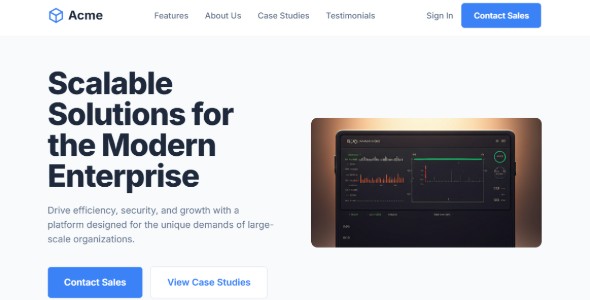 Acme
Features
About Us
Case Studies
Testimonials
Sign In
Contact Sales
Scalable
Solutions for
the Modern
Enterprise
Drive efficiency, security, and growth with a
platform designed for the unique demands of large-
scale organizations.
Contact Sales
View Case Studies